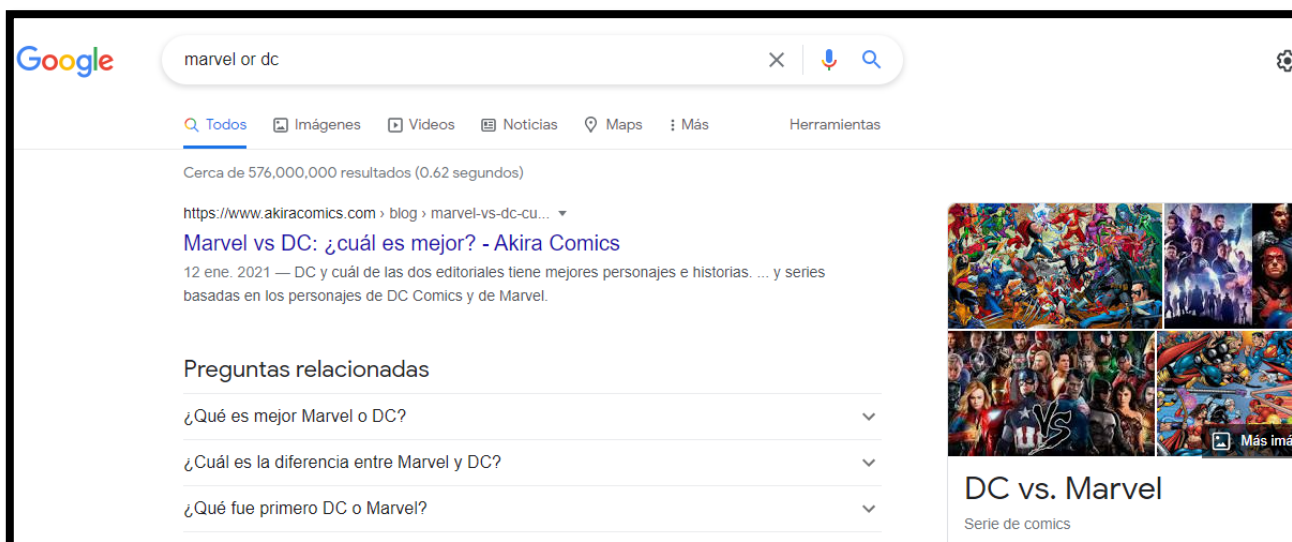 Google
marvel or dc
Todos Imágenes Videos Noticias Maps Más Herramientas
Cerca de 576,000,000 resultados (0.62 segundos)
https://www.akiracomics.com › blog › marvel-vs-dc-cu...
Marvel vs DC: ¿cuál es mejor? - Akira Comics
12 ene. 2021 — DC y cuál de las dos editoriales tiene mejores personajes e historias. ... y series
basadas en los personajes de DC Comics y de Marvel.
Preguntas relacionadas
¿Qué es mejor Marvel o DC?
¿Cuál es la diferencia entre Marvel y DC?
¿Qué fue primero DC o Marvel?
VS
Más imá
DC vs. Marvel
Serie de comics